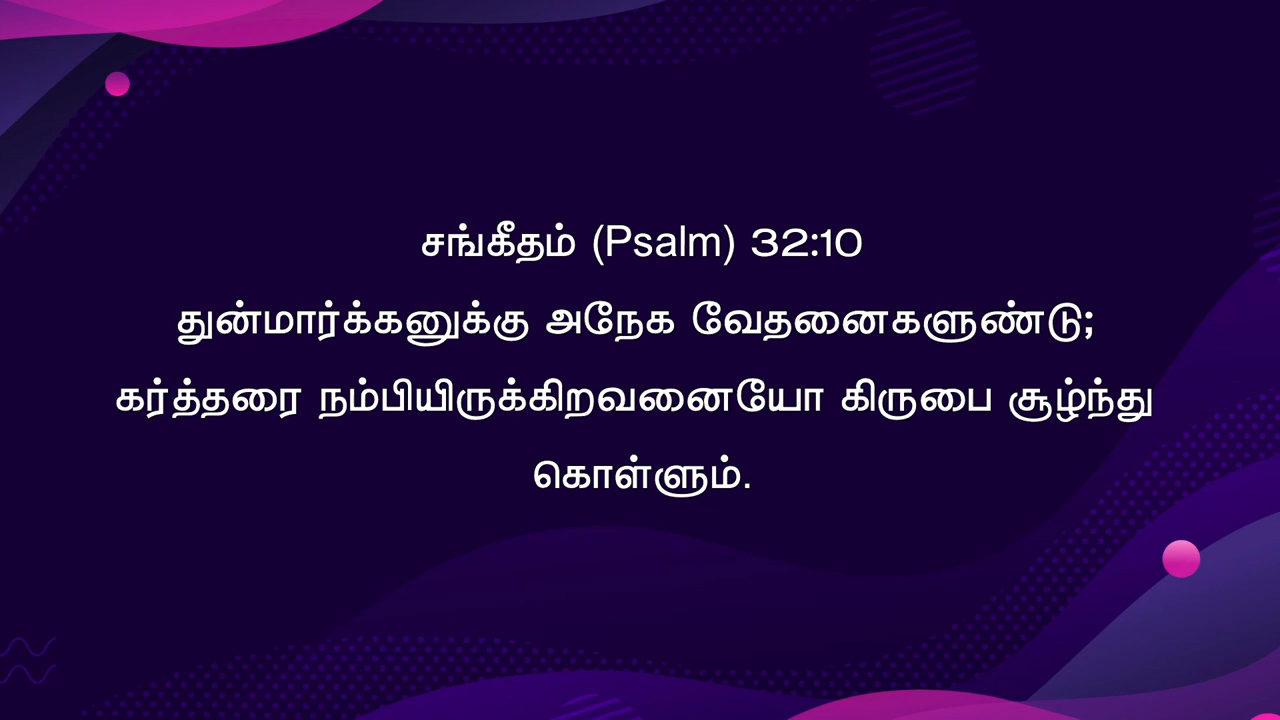 சங்கீதம் (Psalm) 32:10
துன்மார்க்கனுக்கு அநேக வேதனைகளுண்டு;
கர்த்தரை நம்பியிருக்கிறவனையோ கிருபை சூழ்ந்து
கொள்ளும்.